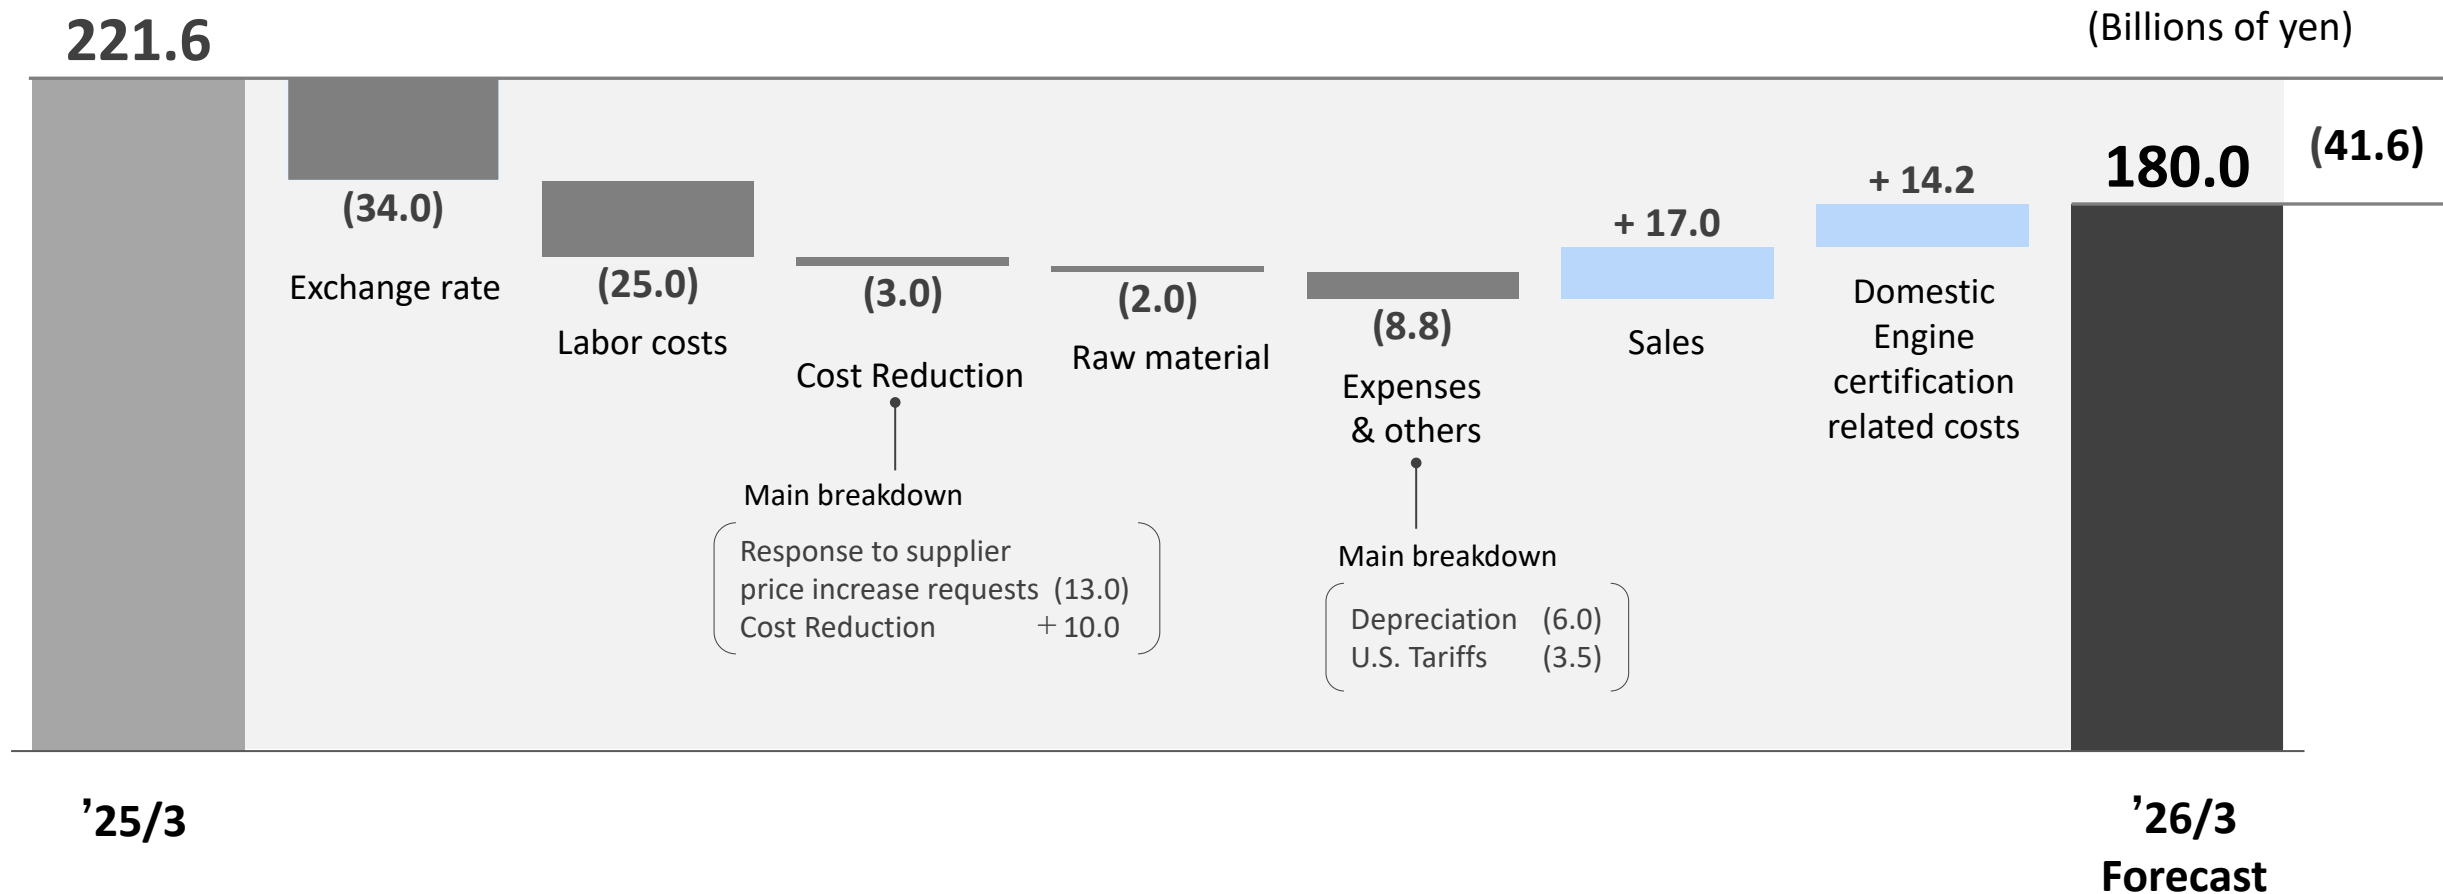 221.6
(Billions of yen)
(34.0)
Exchange rate
(25.0)
Labor costs
(3.0)
Cost Reduction
Main breakdown
Response to supplier
price increase requests (13.0)
Cost Reduction ＋10.0
(2.0)
Raw material
(8.8)
Expenses
& others
Main breakdown
Depreciation (6.0)
U.S. Tariffs (3.5)
+ 17.0
Sales
+ 14.2
Domestic
Engine
certification
related costs
180.0
(41.6)
’25/3
’26/3
Forecast